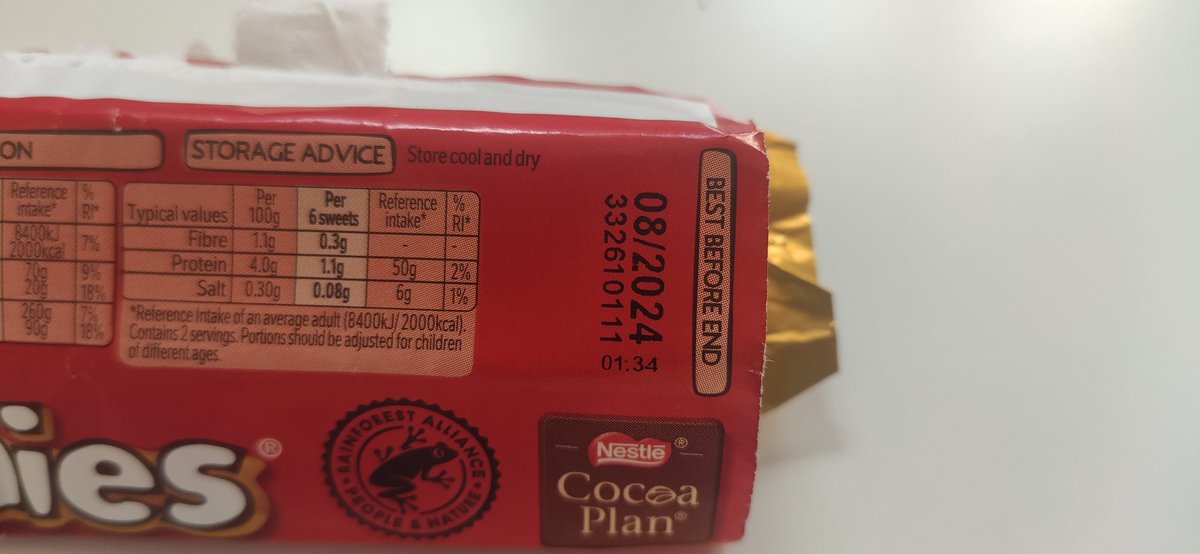 ON
STORAGE ADVICE Store cool and dry
Reference intake* % RI*
8400kJ
2000kcal 7%
70g 9%
20g 18%
260g 7%
90g 18%
Typical values Per 100g Per 6 sweets Reference intake* % RI*
Fibre 1.1g 0.3g - -
Protein 4.0g 1.1g 50g 2%
Salt 0.30g 0.08g 6g 1%
*Reference Intake of an average adult (8400kJ/2000kcal).
Contains 2 servings. Portions should be adjusted for children
of different ages.
BEST BEFORE END
08/2024
332610111
01:34
ies®
RAINFOREST ALLIANCE
PEOPLE & NATURE
Nestlé®
Cocoa
Plan®